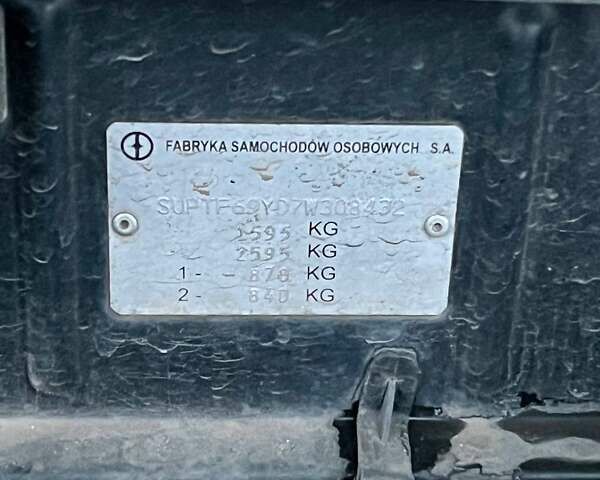 FABRYKA SAMOCHODÓW OSOBOWYCH S.A.
SUPTF69YD7W308432
1595 KG
2595 KG
1 - - 878 KG
2 - 840 KG